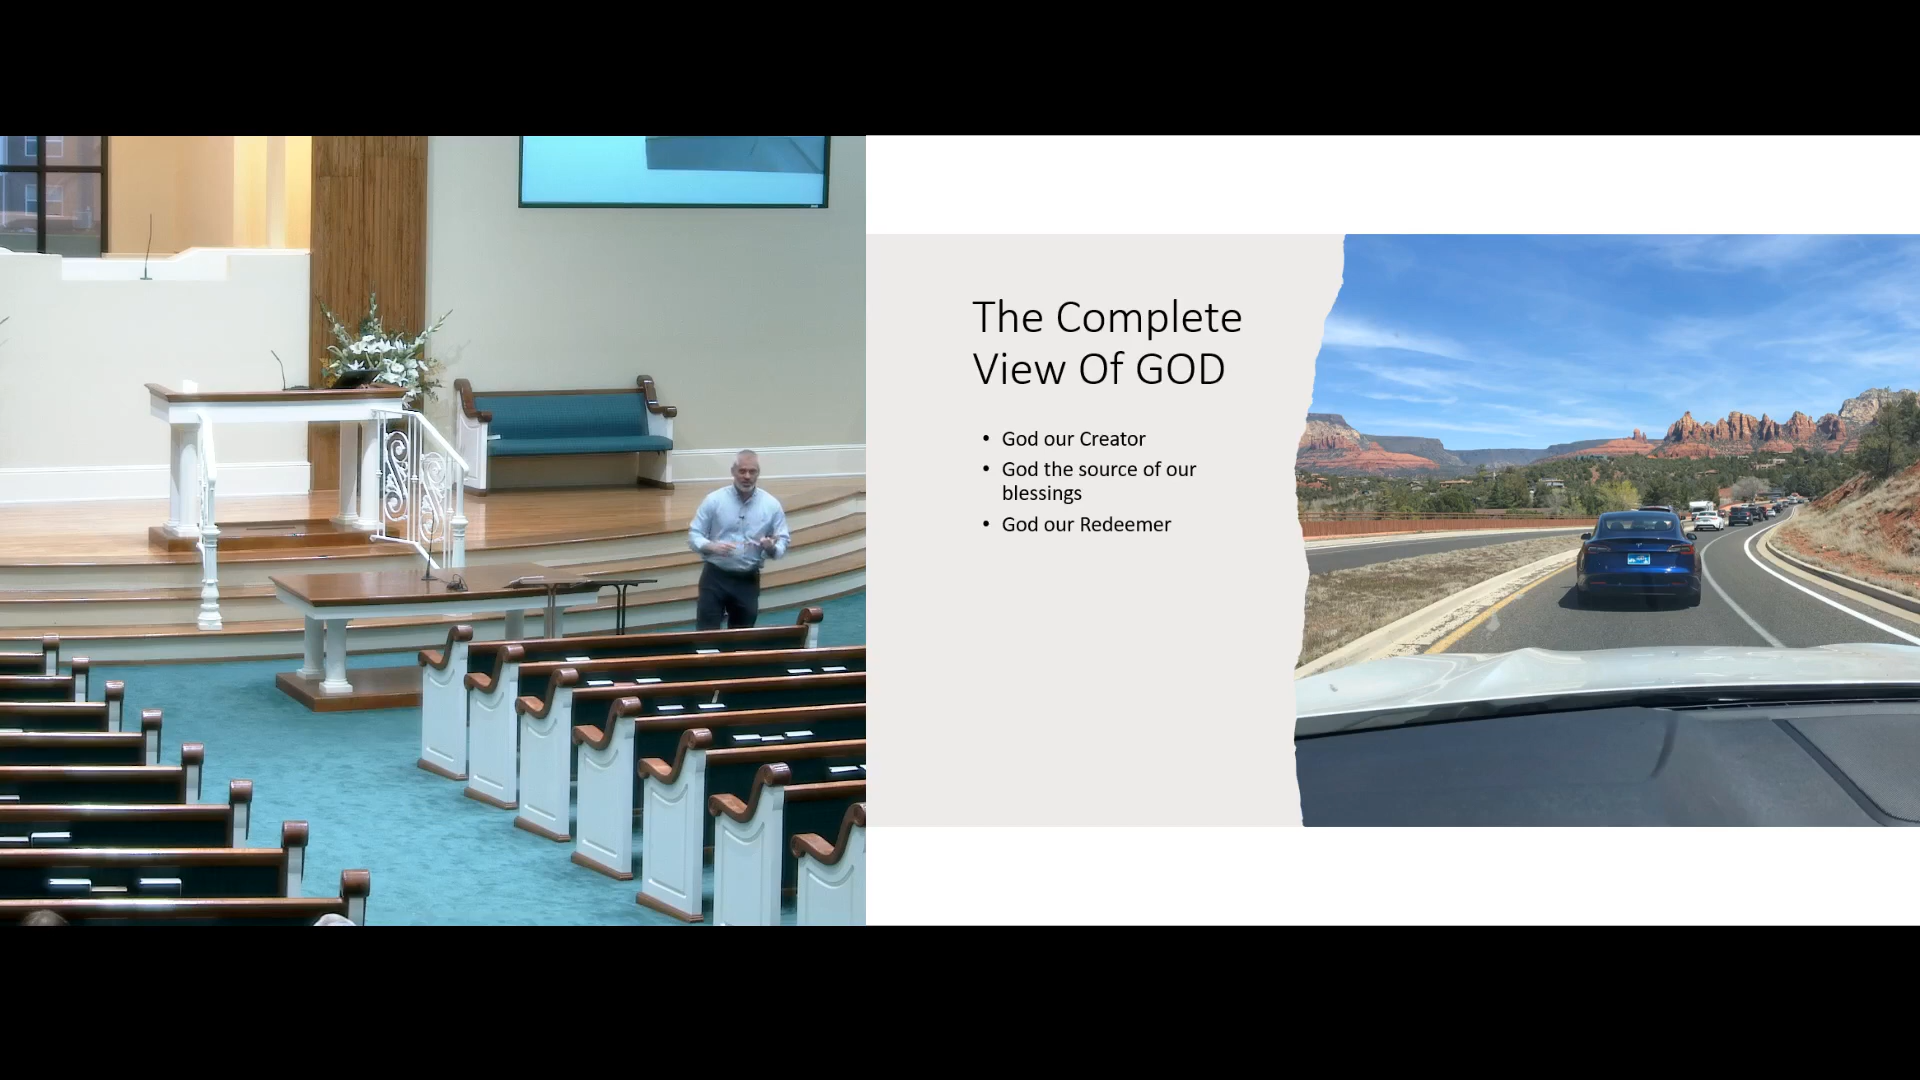 The Complete
View Of GOD
• God our Creator
• God the source of our
blessings
• God our Redeemer